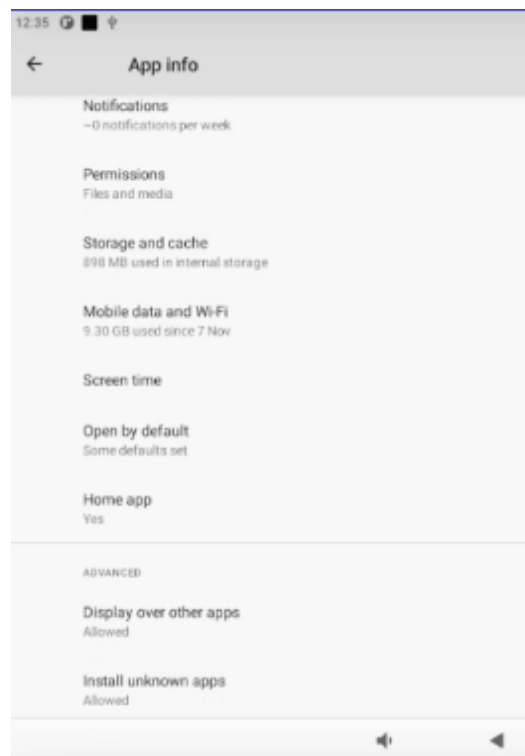 12:35
App info
Notifications
~0 notifications per week
Permissions
Files and media
Storage and cache
898 MB used in internal storage
Mobile data and Wi-Fi
9.30 GB used since 7 Nov
Screen time
Open by default
Some defaults set
Home app
Yes
ADVANCED
Display over other apps
Allowed
Install unknown apps
Allowed